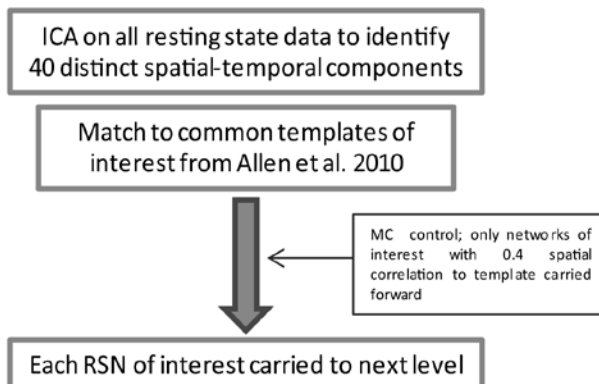 ICA on all resting state data to identify
40 distinct spatial-temporal components
Match to common templates of
interest from Allen et al. 2010
MC control; only networks of
interest with 0.4 spatial
correlation to template carried
forward
Each RSN of interest carried to next level